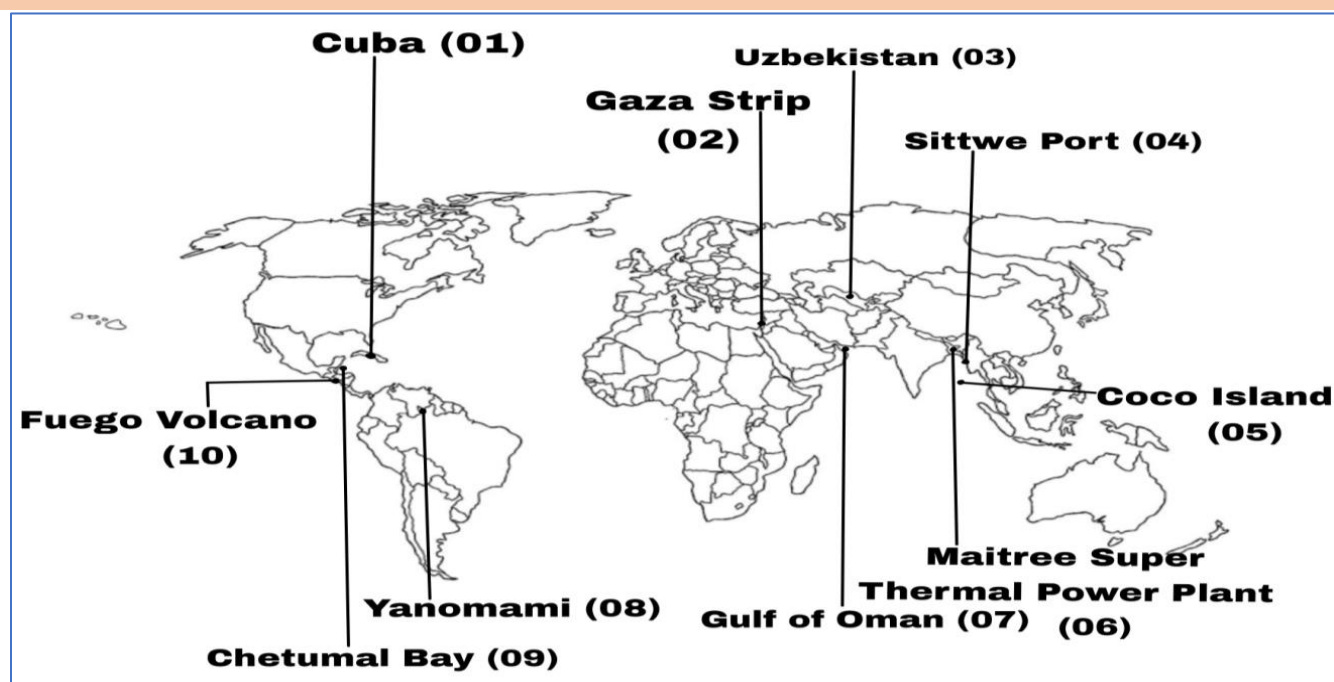 Cuba (01)
Uzbekistan (03)
Gaza Strip
(02)
Sittwe Port (04)
Coco Island
(05)
Fuego Volcano
(10)
Maitree Super
Thermal Power Plant
(06)
Yanomami (08)
Gulf of Oman (07)
Chetumal Bay (09)